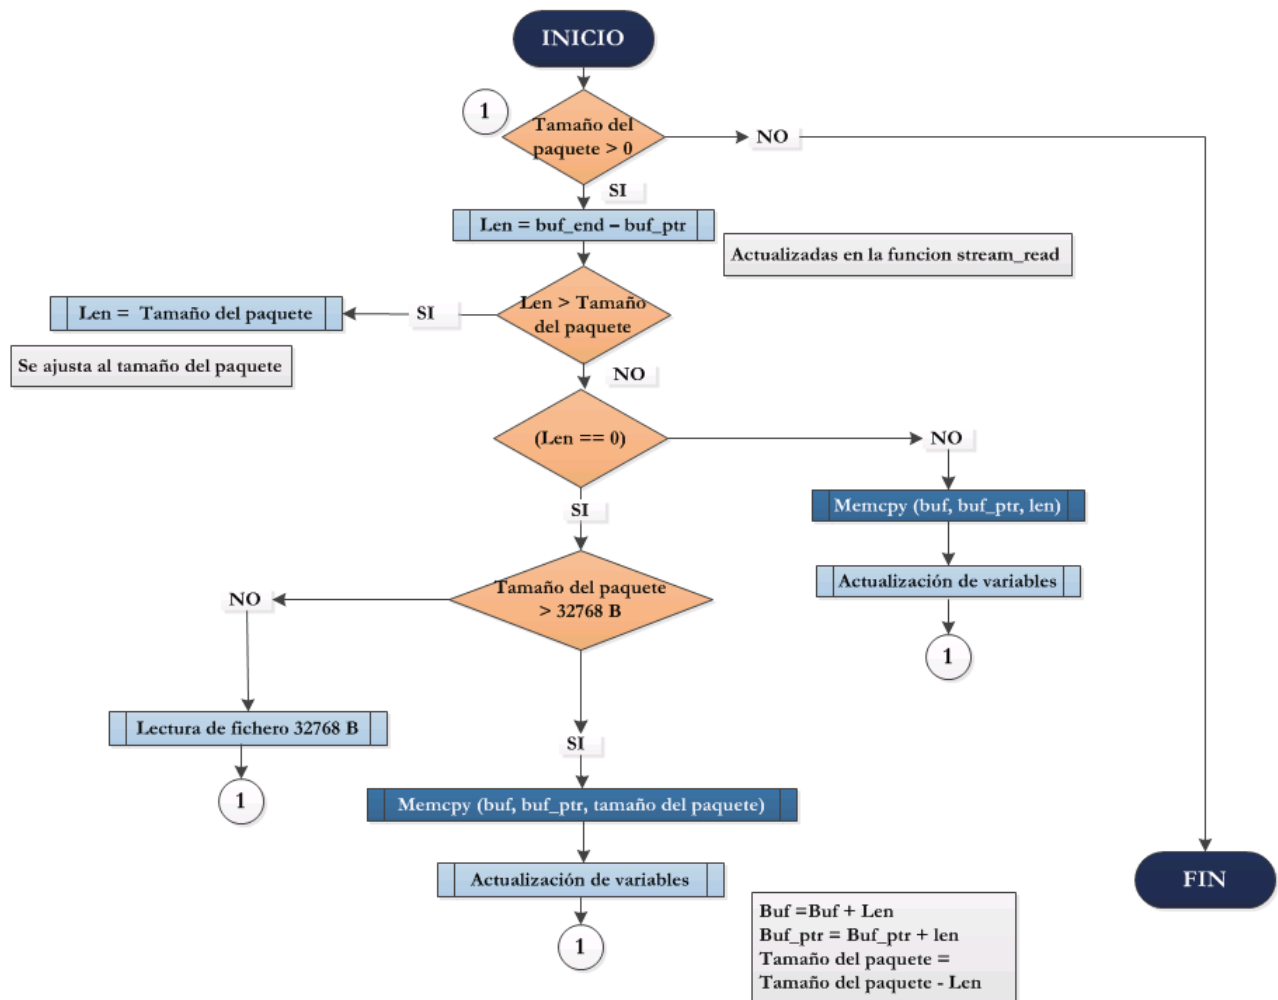 INICIO
1
Tamaño del
paquete > 0
NO
SI
Len = buf_end – buf_ptr
Actualizadas en la funcion stream_read
Len > Tamaño
del paquete
SI
Len =  Tamaño del paquete
Se ajusta al tamaño del paquete
NO
(Len == 0)
NO
Memcpy (buf, buf_ptr, len)
Actualización de variables
1
SI
Tamaño del paquete
> 32768 B
NO
Lectura de fichero 32768 B
1
SI
Memcpy (buf, buf_ptr, tamaño del paquete)
Actualización de variables
1
FIN
Buf =Buf + Len
Buf_ptr = Buf_ptr + len
Tamaño del paquete =
Tamaño del paquete - Len